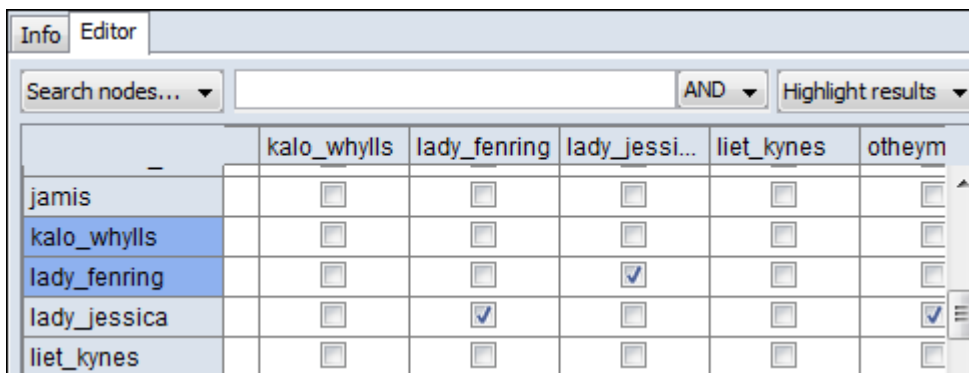 Info Editor
Search nodes... AND Highlight results
kalo_whylls lady_fenring lady_jessi... liet_kynes otheym
jamis
kalo_whylls
lady_fenring
lady_jessica
liet_kynes